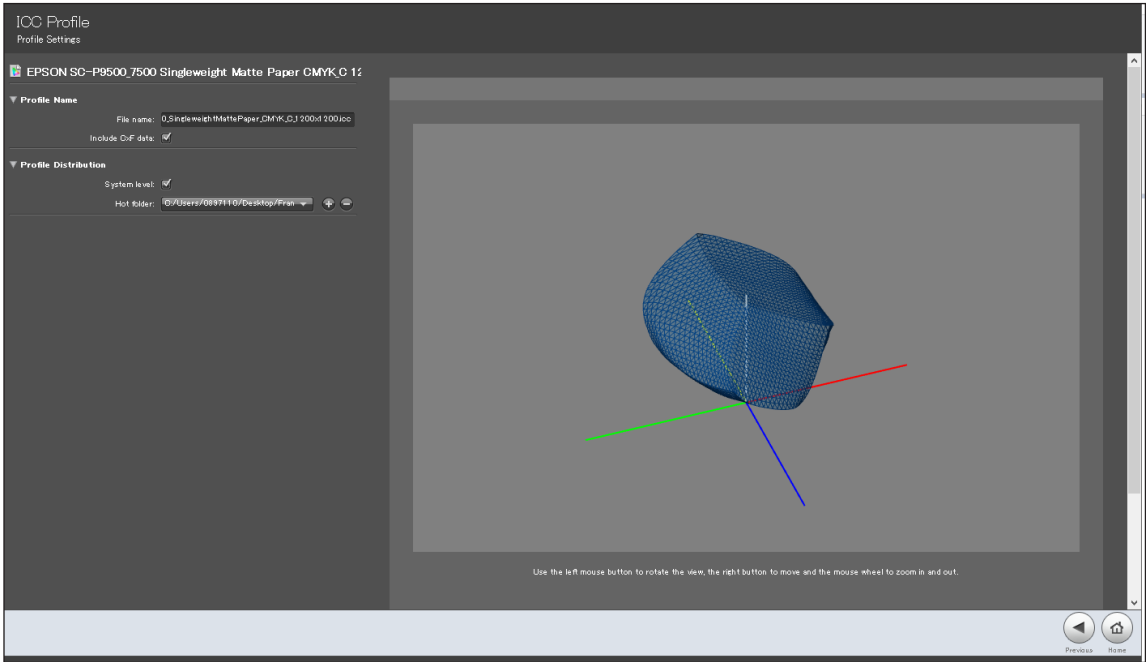 ICC Profile
Profile Settings
EPSON SC-P9500_7500 Singleweight Matte Paper CMYK_C 12
Profile Name
File name: 0_SingleweightMattePaper_CMYK_C_1200x1200.icc
Include CxF data:
Profile Distribution
System level:
Hot folder: C:/Users/0897110/Desktop/Fran
Use the left mouse button to rotate the view, the right button to move and the mouse wheel to zoom in and out.
Previous Home